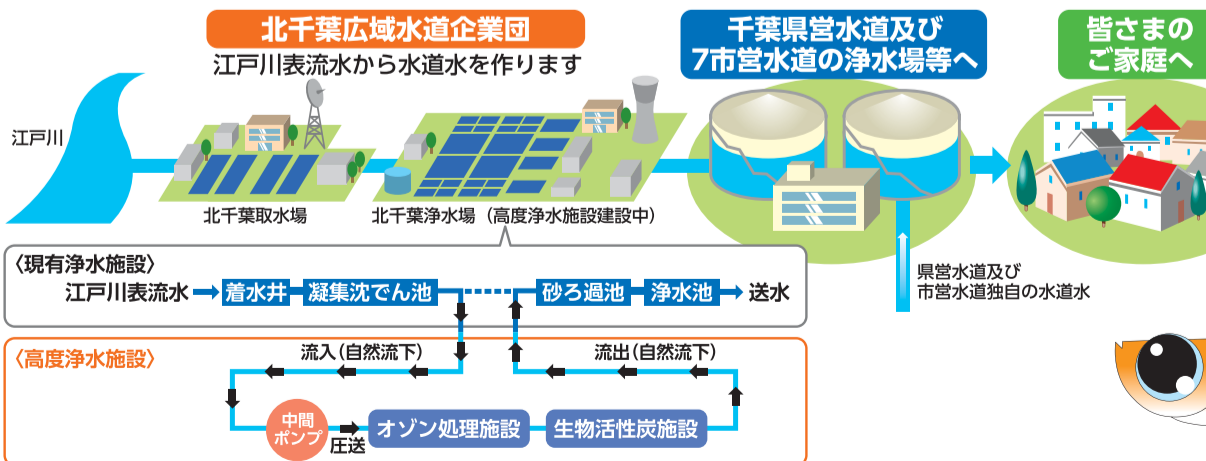 北千葉広域水道企業団
江戸川表流水から水道水を作ります
千葉県営水道及び
7市営水道の浄水場等へ
皆さまの
ご家庭へ
江戸川
北千葉取水場
北千葉浄水場（高度浄水施設建設中）
県営水道及び
市営水道独自の水道水
〈現有浄水施設〉
江戸川表流水
着水井
凝集沈でん池
砂ろ過池
浄水池
送水
〈高度浄水施設〉
流入（自然流下）
流出（自然流下）
中間
ポンプ
圧送
オゾン処理施設
生物活性炭施設